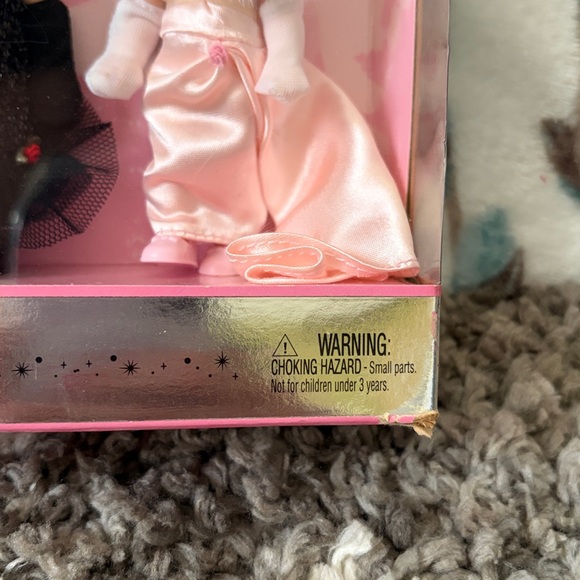 WARNING:
CHOKING HAZARD - Small parts.
Not for children under 3 years.